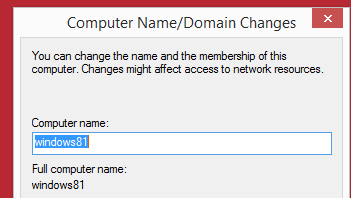 Computer Name/Domain Changes
You can change the name and the membership of this
computer. Changes might affect access to network resources.
Computer name:
windows81
Full computer name:
windows81